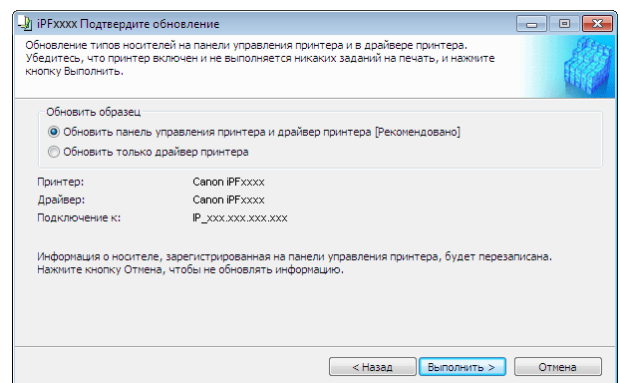 iPFxxxx Подтвердите обновление
Обновление типов носителей на панели управления принтера и в драйвере принтера.
Убедитесь, что принтер включен и не выполняется никаких заданий на печать, и нажмите
кнопку Выполнить.
Обновить образец
Обновить панель управления принтера и драйвер принтера [Рекомендовано]
Обновить только драйвер принтера
Принтер: Canon iPFxxxx
Драйвер: Canon iPFxxxx
Подключение к: IP_xxx.xxx.xxx.xxx
Информация о носителе, зарегистрированная на панели управления принтера, будет перезаписана.
Нажмите кнопку Отмена, чтобы не обновлять информацию.
< Назад Выполнить > Отмена